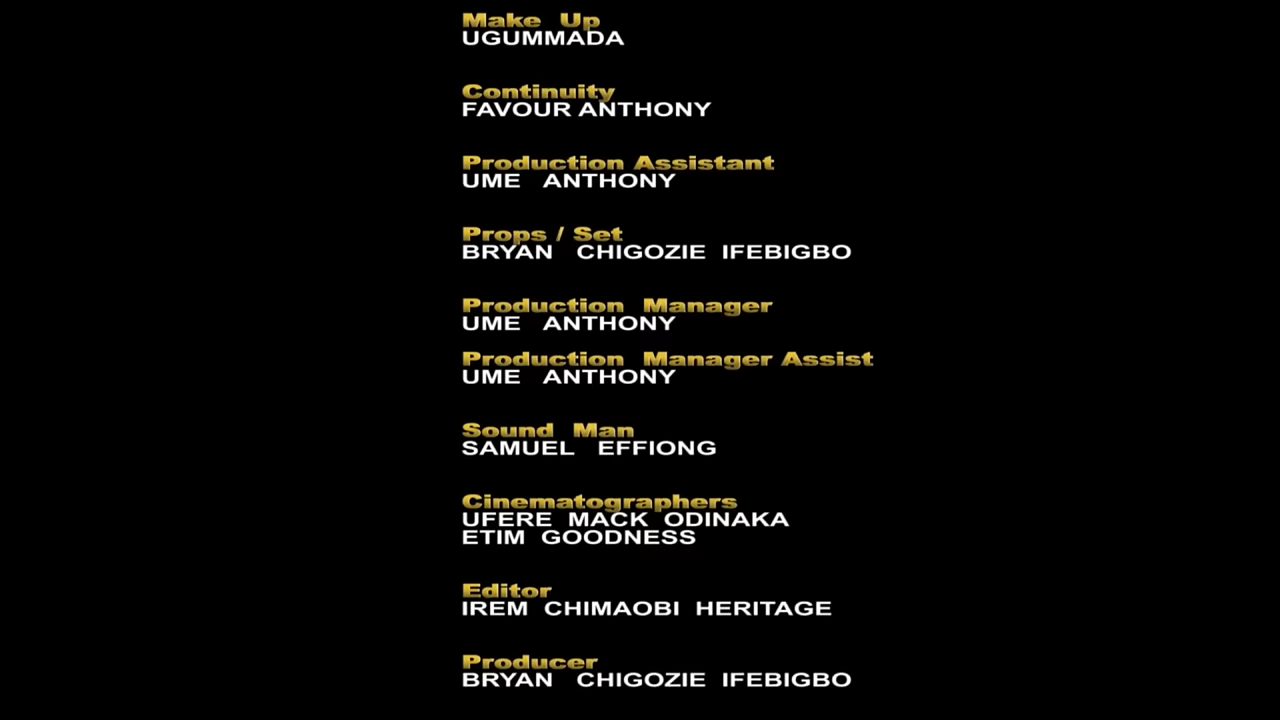 Make Up
UGUMMADA
Continuity
FAVOUR ANTHONY
Production Assistant
UME ANTHONY
Props / Set
BRYAN CHIGOZIE IFEBIGBO
Production Manager
UME ANTHONY
Production Manager Assist
UME ANTHONY
Sound Man
SAMUEL EFFIONG
Cinematographers
UFERE MACK ODINAKA
ETIM GOODNESS
Editor
IREM CHIMAOBI HERITAGE
Producer
BRYAN CHIGOZIE IFEBIGBO